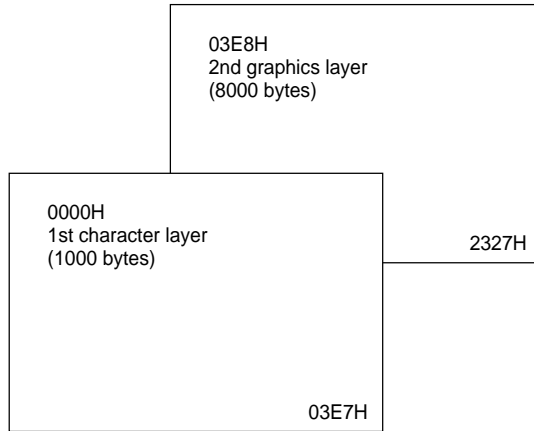 03E8H
2nd graphics layer
(8000 bytes)
0000H
1st character layer
(1000 bytes)
2327H
03E7H